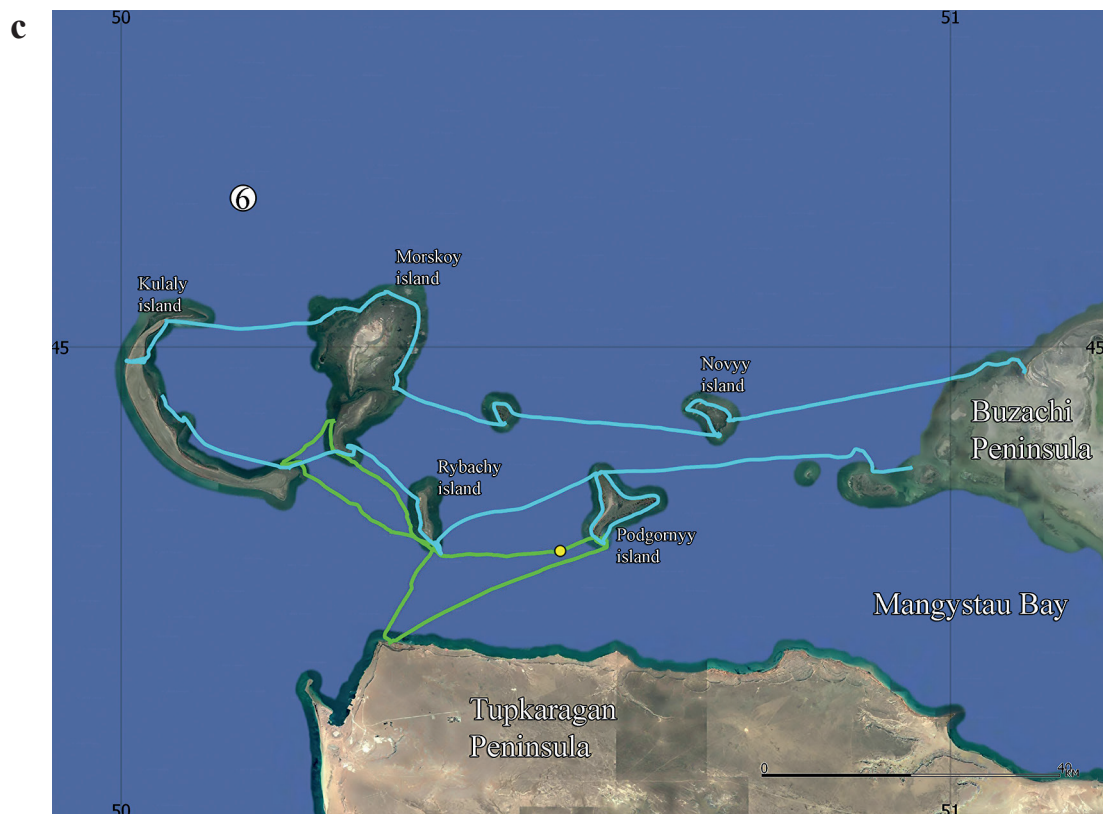 c
50
51
6
Morskoy
island
Kulaly
island
45
45
Novyy
island
Buzachi
Peninsula
Rybachy
island
Podgornyy
island
Mangystau Bay
Tupkaragan
Peninsula
0
40
км
50
51